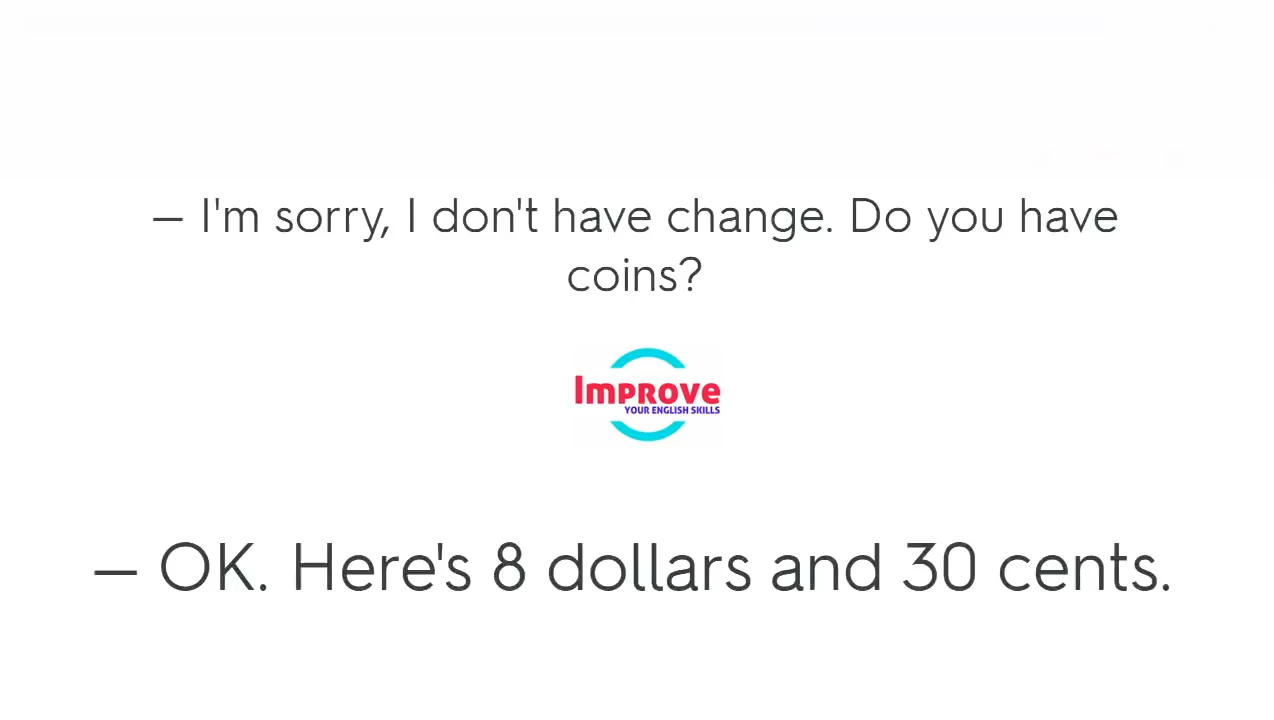 — I'm sorry, I don't have change. Do you have
coins?
Improve
YOUR ENGLISH SKILLS
— OK. Here's 8 dollars and 30 cents.